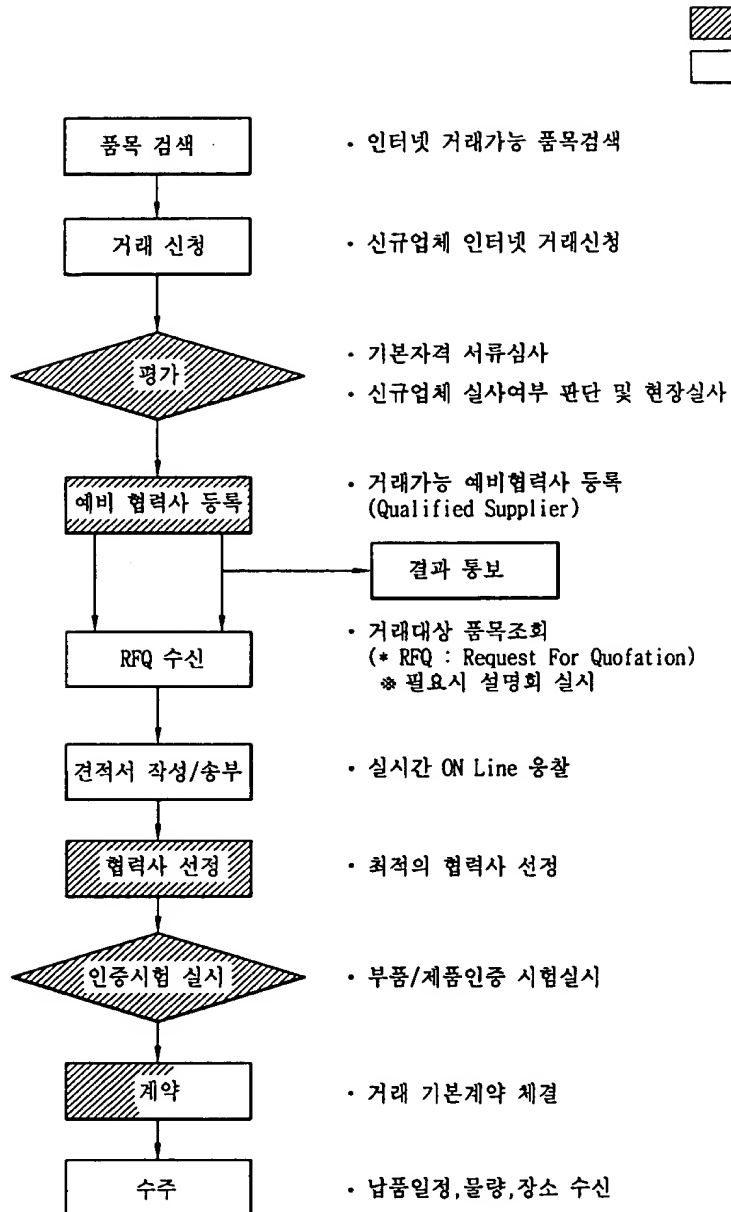 품목 검색
· 인터넷 거래가능 품목검색
거래 신청
· 신규업체 인터넷 거래신청
평가
· 기본자격 서류심사
· 신규업체 실사여부 판단 및 현장실사
예비 협력사 등록
· 거래가능 예비협력사 등록
(Qualified Supplier)
결과 통보
RFQ 수신
· 거래대상 품목조회
(* RFQ : Request For Quofation)
※ 필요시 설명회 실시
견적서 작성/송부
· 실시간 ON Line 응찰
협력사 선정
· 최적의 협력사 선정
인증시험 실시
· 부품/제품인증 시험실시
계약
· 거래 기본계약 체결
수주
· 납품일정,물량,장소 수신